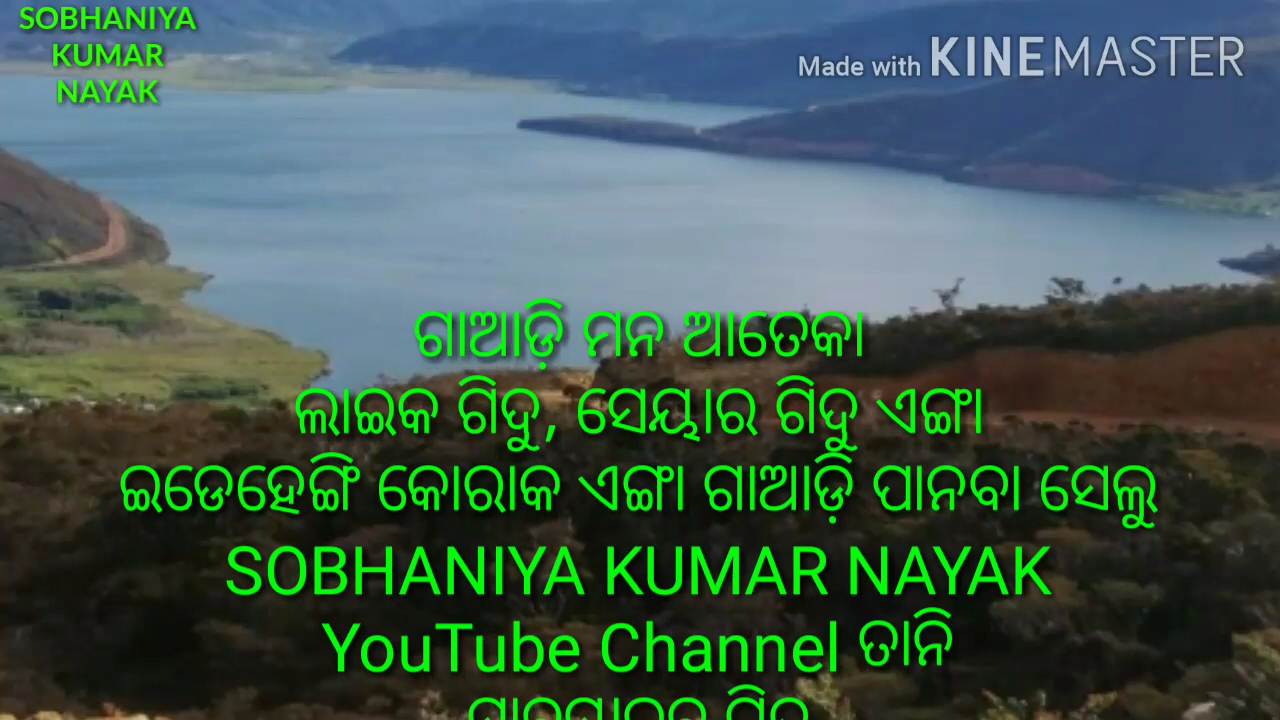 SOBHANIYA
KUMAR
NAYAK
Made with KINEMASTER
ଗାଆଡ଼ି ମନ ଆତେକା
ଲାଇକ ଗିଦୁ, ସେୟାର ଗିଦୁ ଏଙ୍ଗା
ଇଡେହେଙ୍ଗି କୋରାକ ଏଙ୍ଗା ଗାଆଡ଼ି ପାନବା ସେଲୁ
SOBHANIYA KUMAR NAYAK
YouTube Channel ତାନି